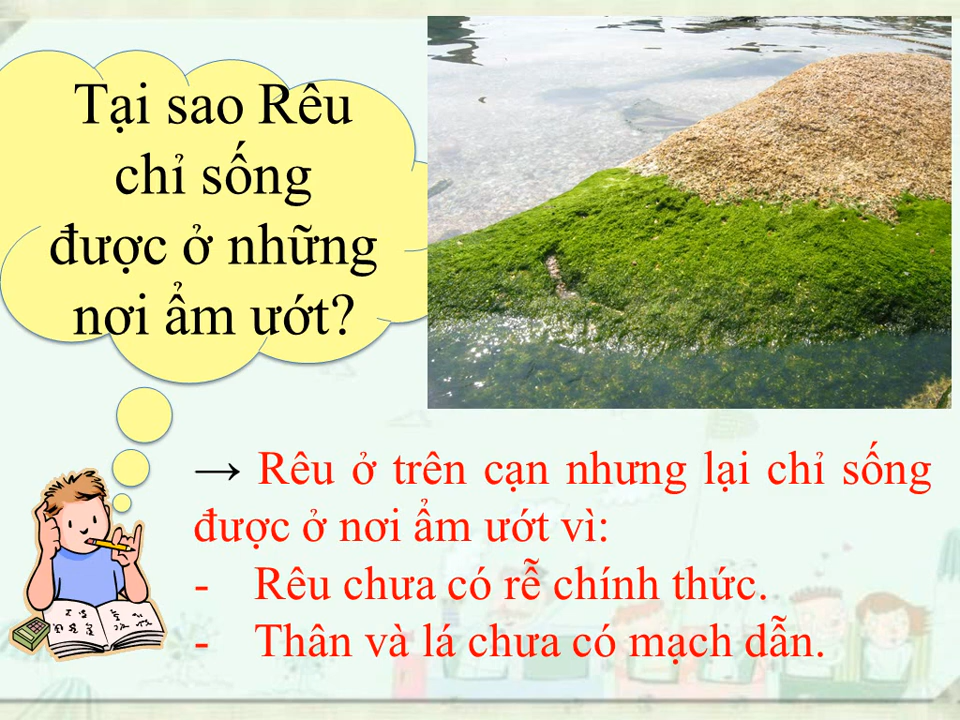 Tại sao Rêu
chỉ sống
được ở những
nơi ẩm ướt?
→ Rêu ở trên cạn nhưng lại chỉ sống
được ở nơi ẩm ướt vì:
- Rêu chưa có rễ chính thức.
- Thân và lá chưa có mạch dẫn.